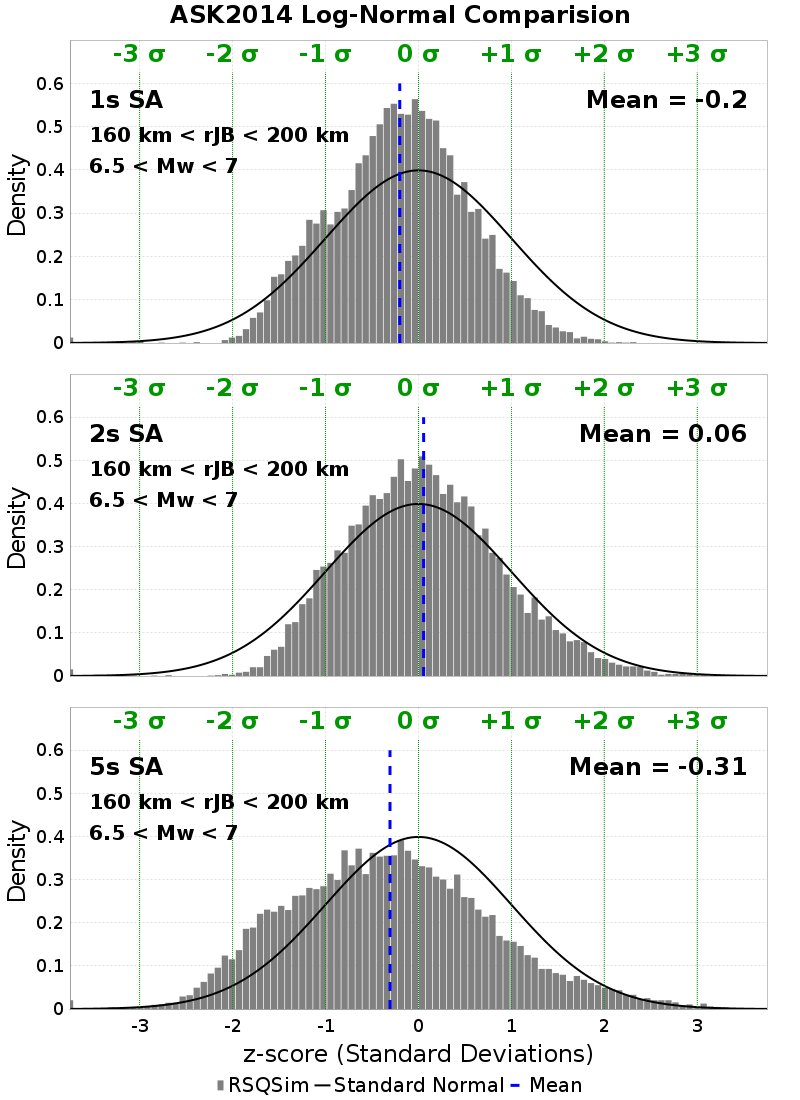 ASK2014 Log-Normal Comparision
-3 σ -2 σ -1 σ 0 σ +1 σ +2 σ +3 σ
0.6
1s SA Mean = -0.2
0.5
160 km < rJB < 200 km
6.5 < Mw < 7
0.4
0.3
0.2
0.1
0
Density
-3 σ -2 σ -1 σ 0 σ +1 σ +2 σ +3 σ
0.6
2s SA Mean = 0.06
0.5
160 km < rJB < 200 km
6.5 < Mw < 7
0.4
0.3
0.2
0.1
0
Density
-3 σ -2 σ -1 σ 0 σ +1 σ +2 σ +3 σ
0.6
5s SA Mean = -0.31
0.5
160 km < rJB < 200 km
6.5 < Mw < 7
0.4
0.3
0.2
0.1
0
Density
-3 -2 -1 0 1 2 3
z-score (Standard Deviations)
RSQSim Standard Normal Mean